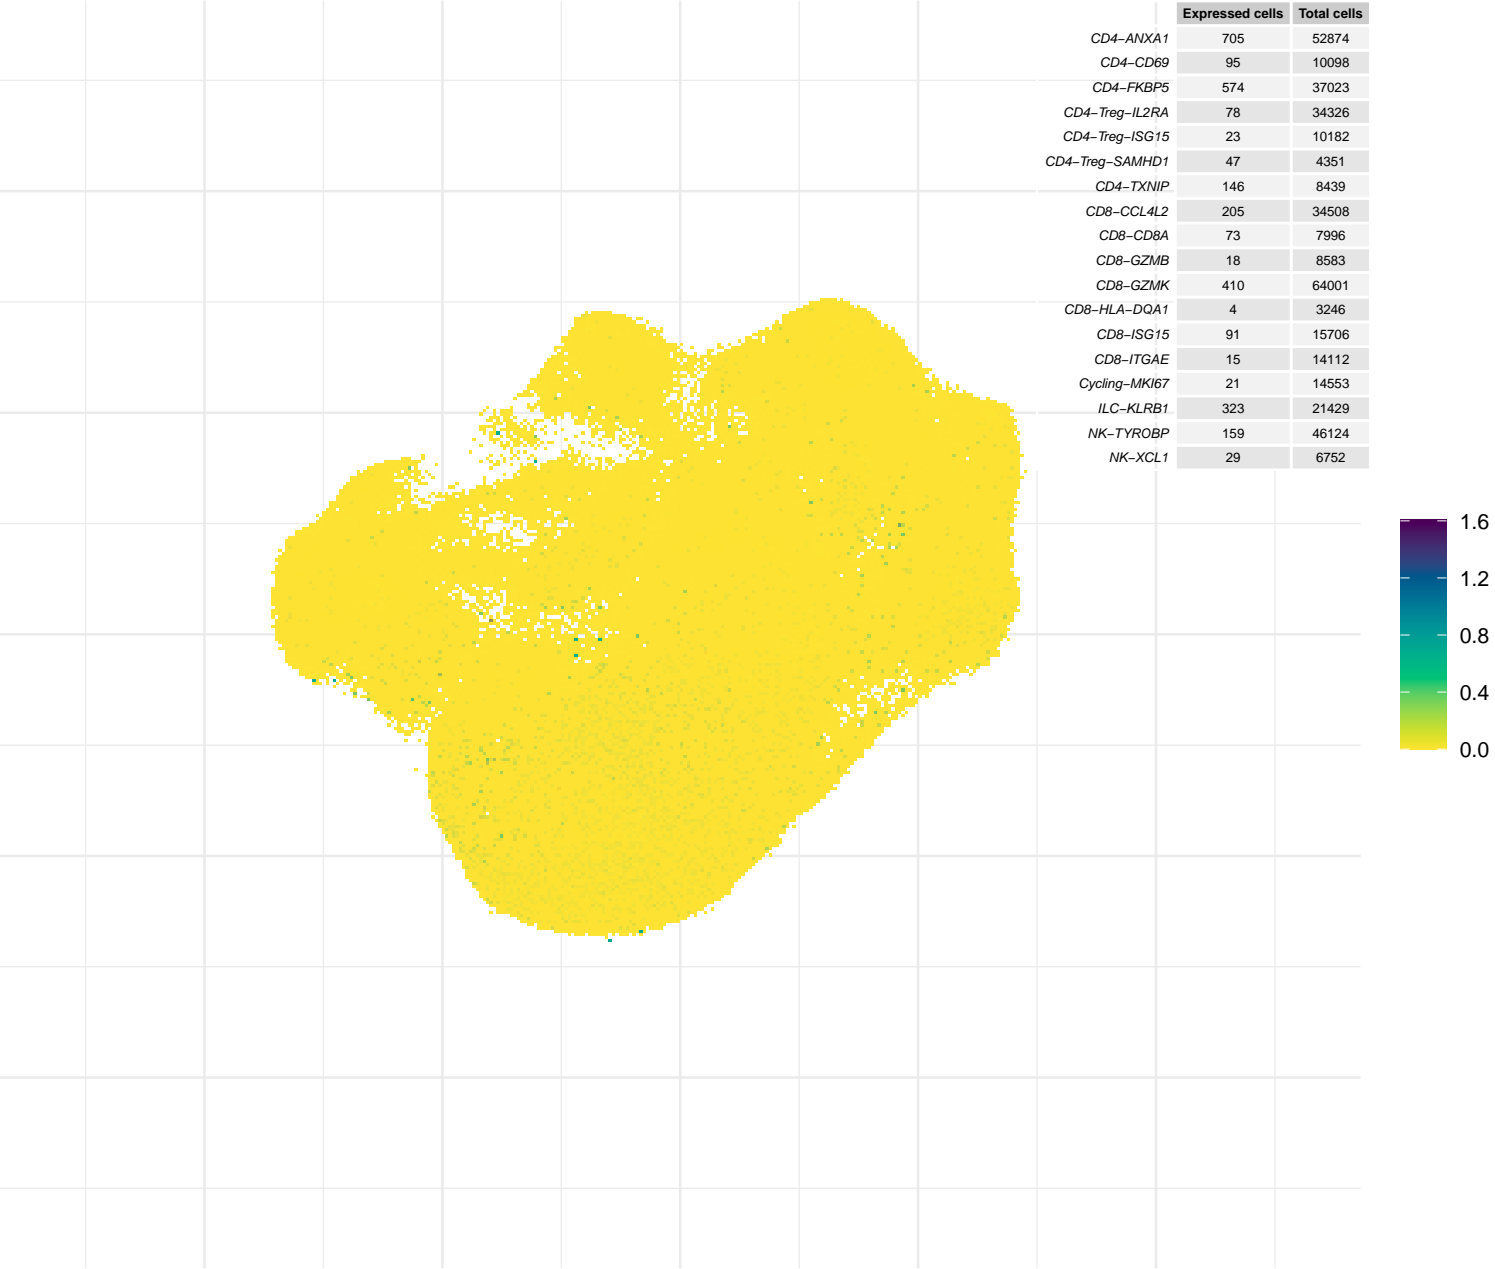 Expressed cells Total cells
CD4−ANXA1 705 52874
CD4−CD69 95 10098
CD4−FKBP5 574 37023
CD4−Treg−IL2RA 78 34326
CD4−Treg−ISG15 23 10182
CD4−Treg−SAMHD1 47 4351
CD4−TXNIP 146 8439
CD8−CCL4L2 205 34508
CD8−CD8A 73 7996
CD8−GZMB 18 8583
CD8−GZMK 410 64001
CD8−HLA−DQA1 4 3246
CD8−ISG15 91 15706
CD8−ITGAE 15 14112
Cycling−MKI67 21 14553
ILC−KLRB1 323 21429
NK−TYROBP 159 46124
NK−XCL1 29 6752
1.6
1.2
0.8
0.4
0.0